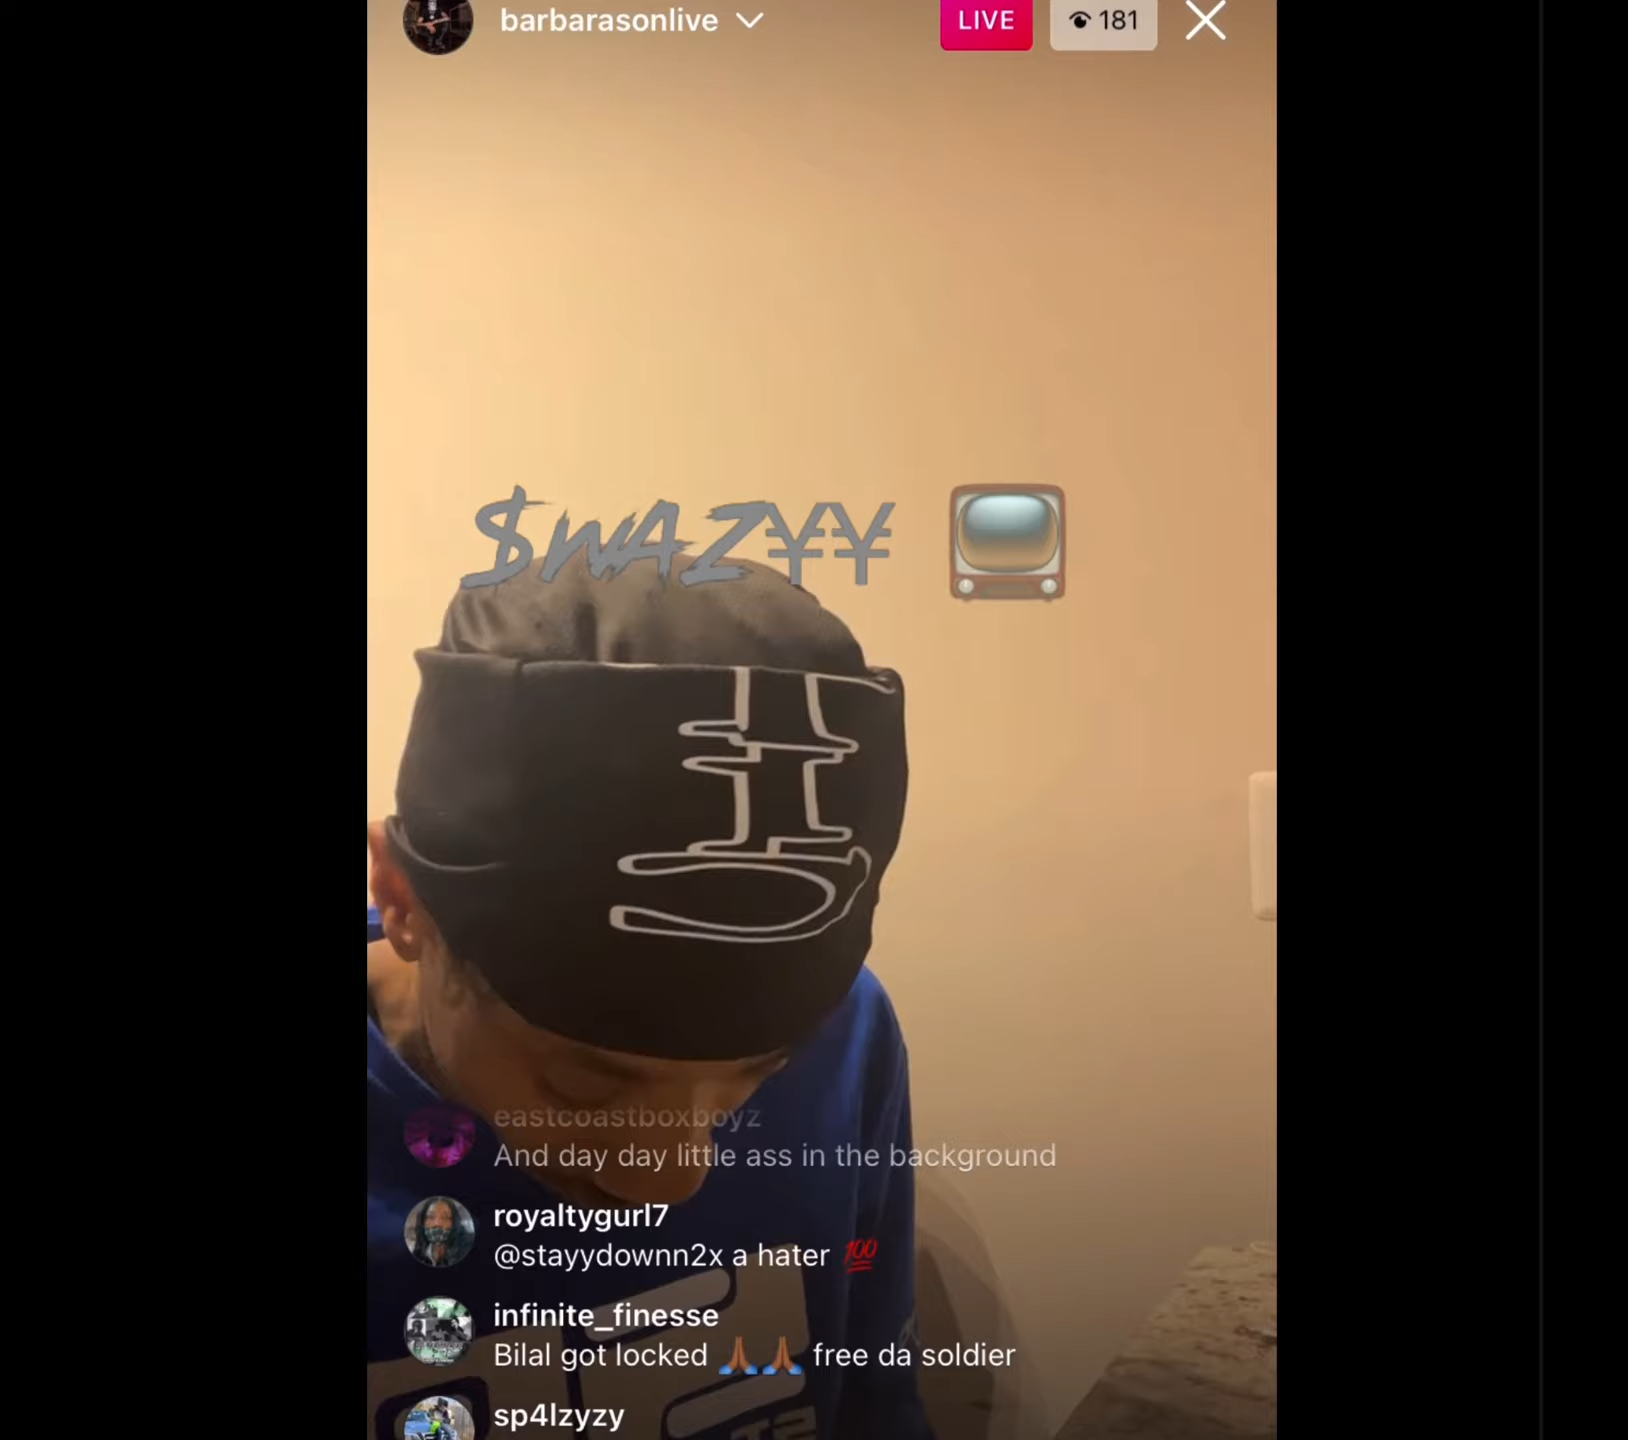 barbarasonlive
LIVE
181
$WAZ¥¥
eastcoastboxboyz
And day day little ass in the background
royaltygurl7
@stayydownn2x a hater 💯
infinite_finesse
Bilal got locked 🙏🏾🙏🏾 free da soldier
sp4lzyzy